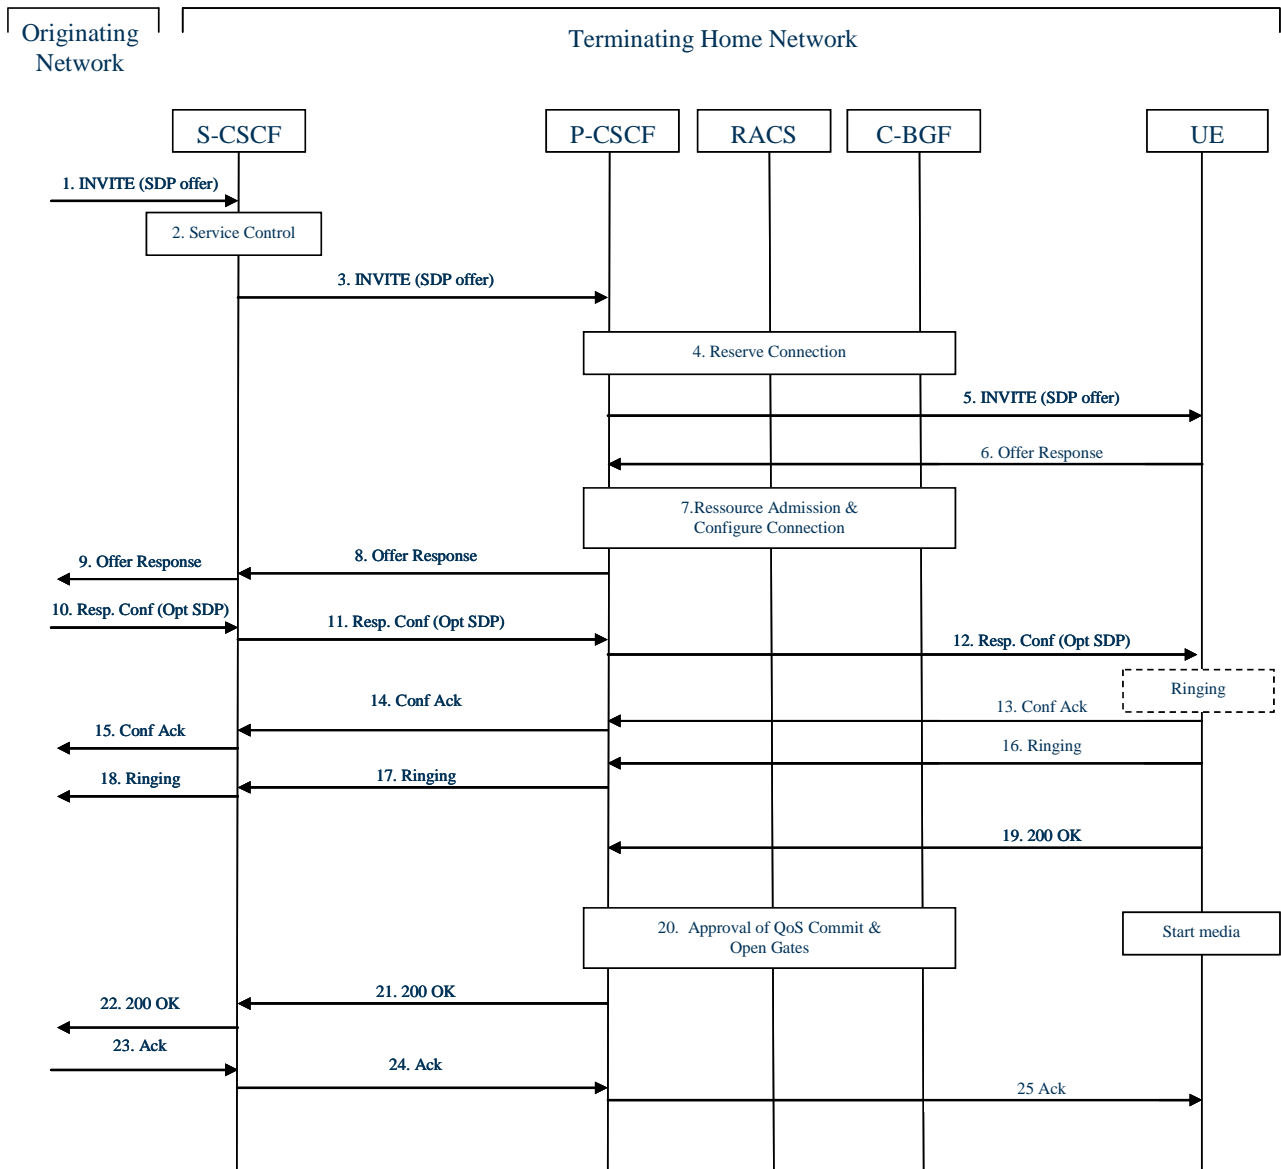 Originating
Network
Terminating Home Network
S-CSCF
P-CSCF
RACS
C-BGF
UE
1. INVITE (SDP offer)
2. Service Control
3. INVITE (SDP offer)
4. Reserve Connection
5. INVITE (SDP offer)
6. Offer Response
7.Ressource Admission &
Configure Connection
8. Offer Response
9. Offer Response
10. Resp. Conf (Opt SDP)
11. Resp. Conf (Opt SDP)
12. Resp. Conf (Opt SDP)
Ringing
13. Conf Ack
14. Conf Ack
15. Conf Ack
16. Ringing
17. Ringing
18. Ringing
19. 200 OK
20. Approval of QoS Commit &
Open Gates
Start media
21. 200 OK
22. 200 OK
23. Ack
24. Ack
25 Ack